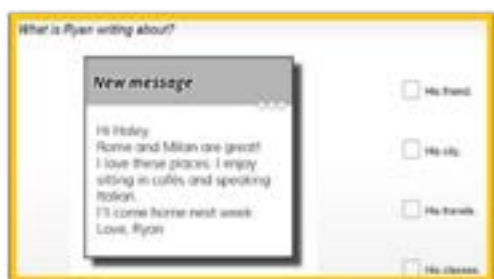 What is Ryan writing about?
New message
Hi Haley
Rome and Milan are great!
I love these places. I enjoy
sitting in cafés and speaking
Italian.
I'll come home next week
Love, Ryan
His friend.
His city.
His travels.
His classes.